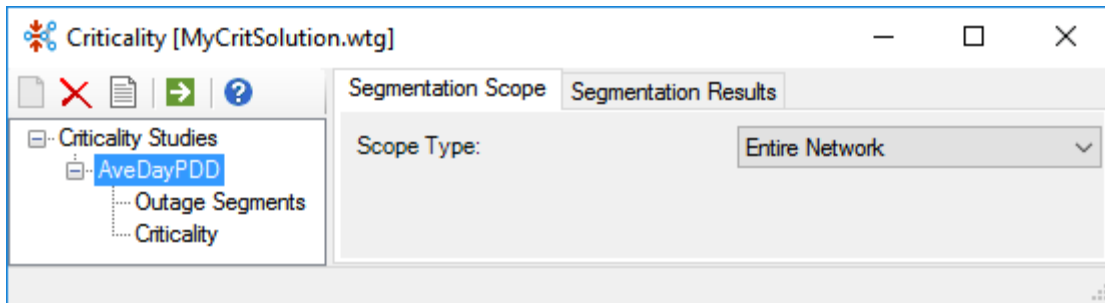 Criticality [MyCritSolution.wtg]
Segmentation Scope Segmentation Results
Criticality Studies
AveDayPDD
Outage Segments
Criticality
Scope Type: Entire Network